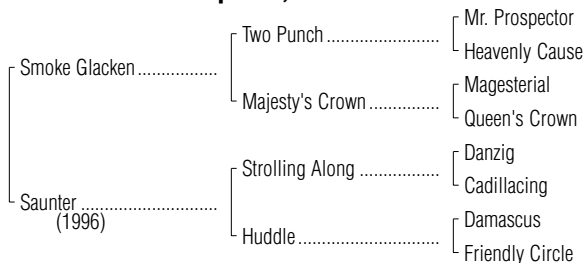 Mr. Prospector
Two Punch ........................
Heavenly Cause
Smoke Glacken .................
Magesterial
Majesty's Crown ...............
Queen's Crown
Danzig
Strolling Along .................
Cadillacing
Saunter .............................
(1996)
Damascus
Huddle ..............................
Friendly Circle